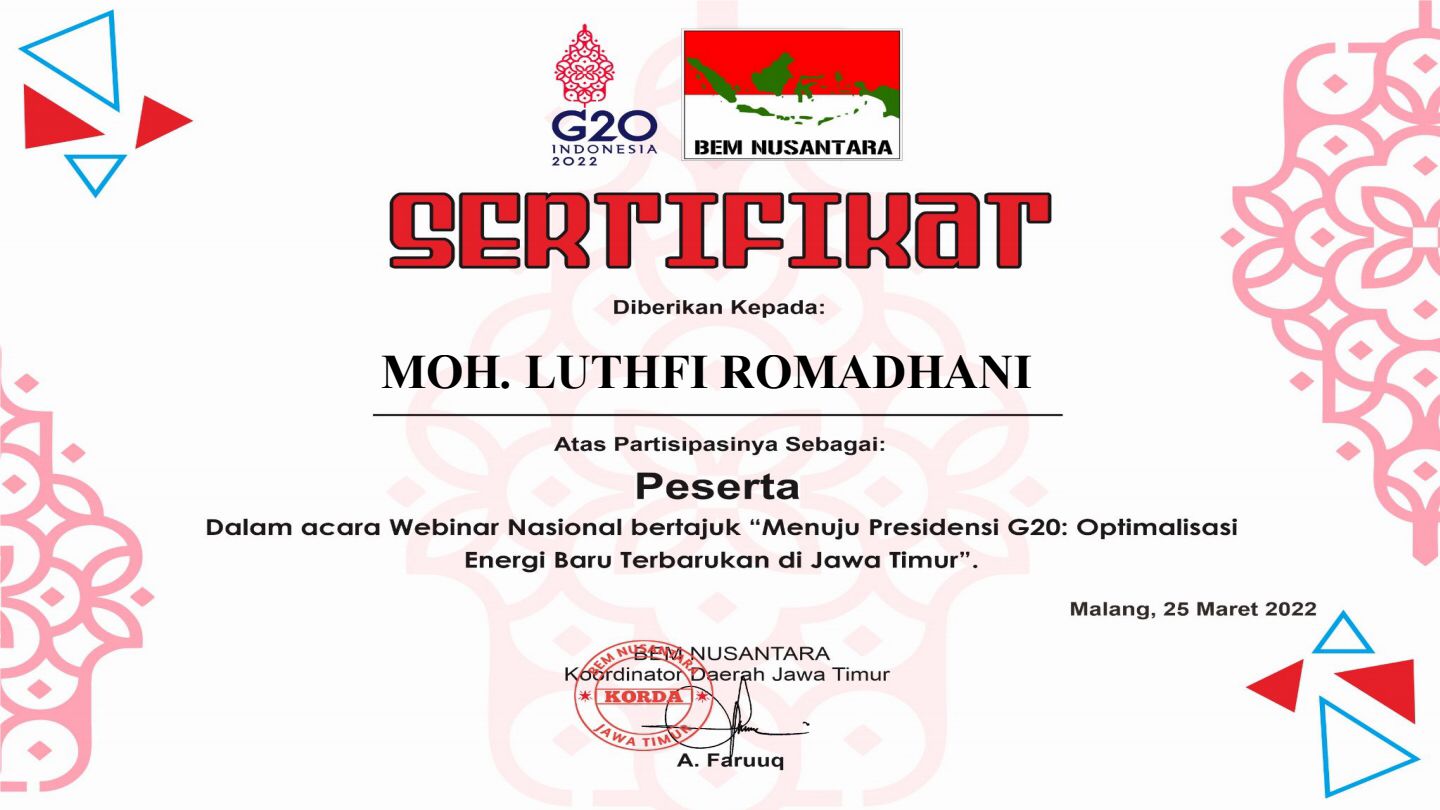 G20
INDONESIA
2022
BEM NUSANTARA
SERTIFIKAT
Diberikan Kepada:
MOH. LUTHFI ROMADHANI
Atas Partisipasinya Sebagai:
Peserta
Dalam acara Webinar Nasional bertajuk “Menuju Presidensi G20: Optimalisasi
Energi Baru Terbarukan di Jawa Timur”.
Malang, 25 Maret 2022
BEM NUSANTARA
Koordinator Daerah Jawa Timur
BEM NUSANTARA
KORDA
JAWA TIMUR
A. Faruuq